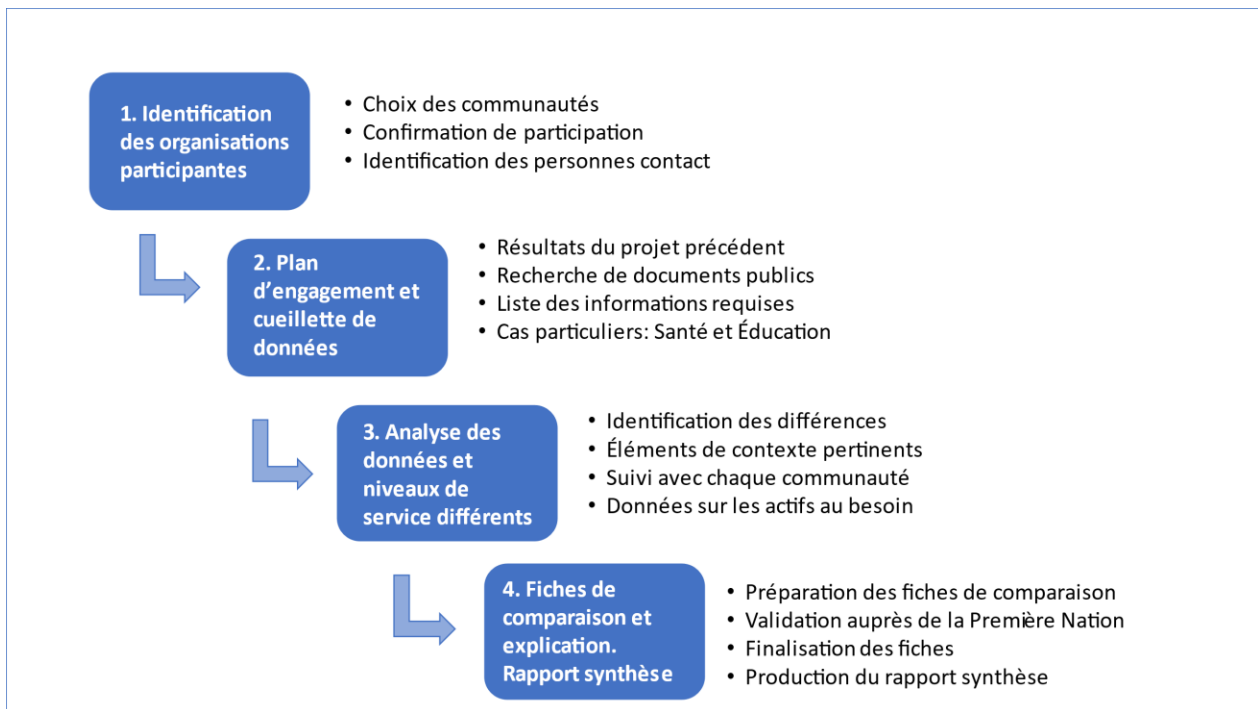 1. Identification
des organisations
participantes
• Choix des communautés
• Confirmation de participation
• Identification des personnes contact
2. Plan
d’engagement et
cueillette de
données
• Résultats du projet précédent
• Recherche de documents publics
• Liste des informations requises
• Cas particuliers: Santé et Éducation
3. Analyse des
données et
niveaux de
service différents
• Identification des différences
• Éléments de contexte pertinents
• Suivi avec chaque communauté
• Données sur les actifs au besoin
4. Fiches de
comparaison et
explication.
Rapport synthèse
• Préparation des fiches de comparaison
• Validation auprès de la Première Nation
• Finalisation des fiches
• Production du rapport synthèse